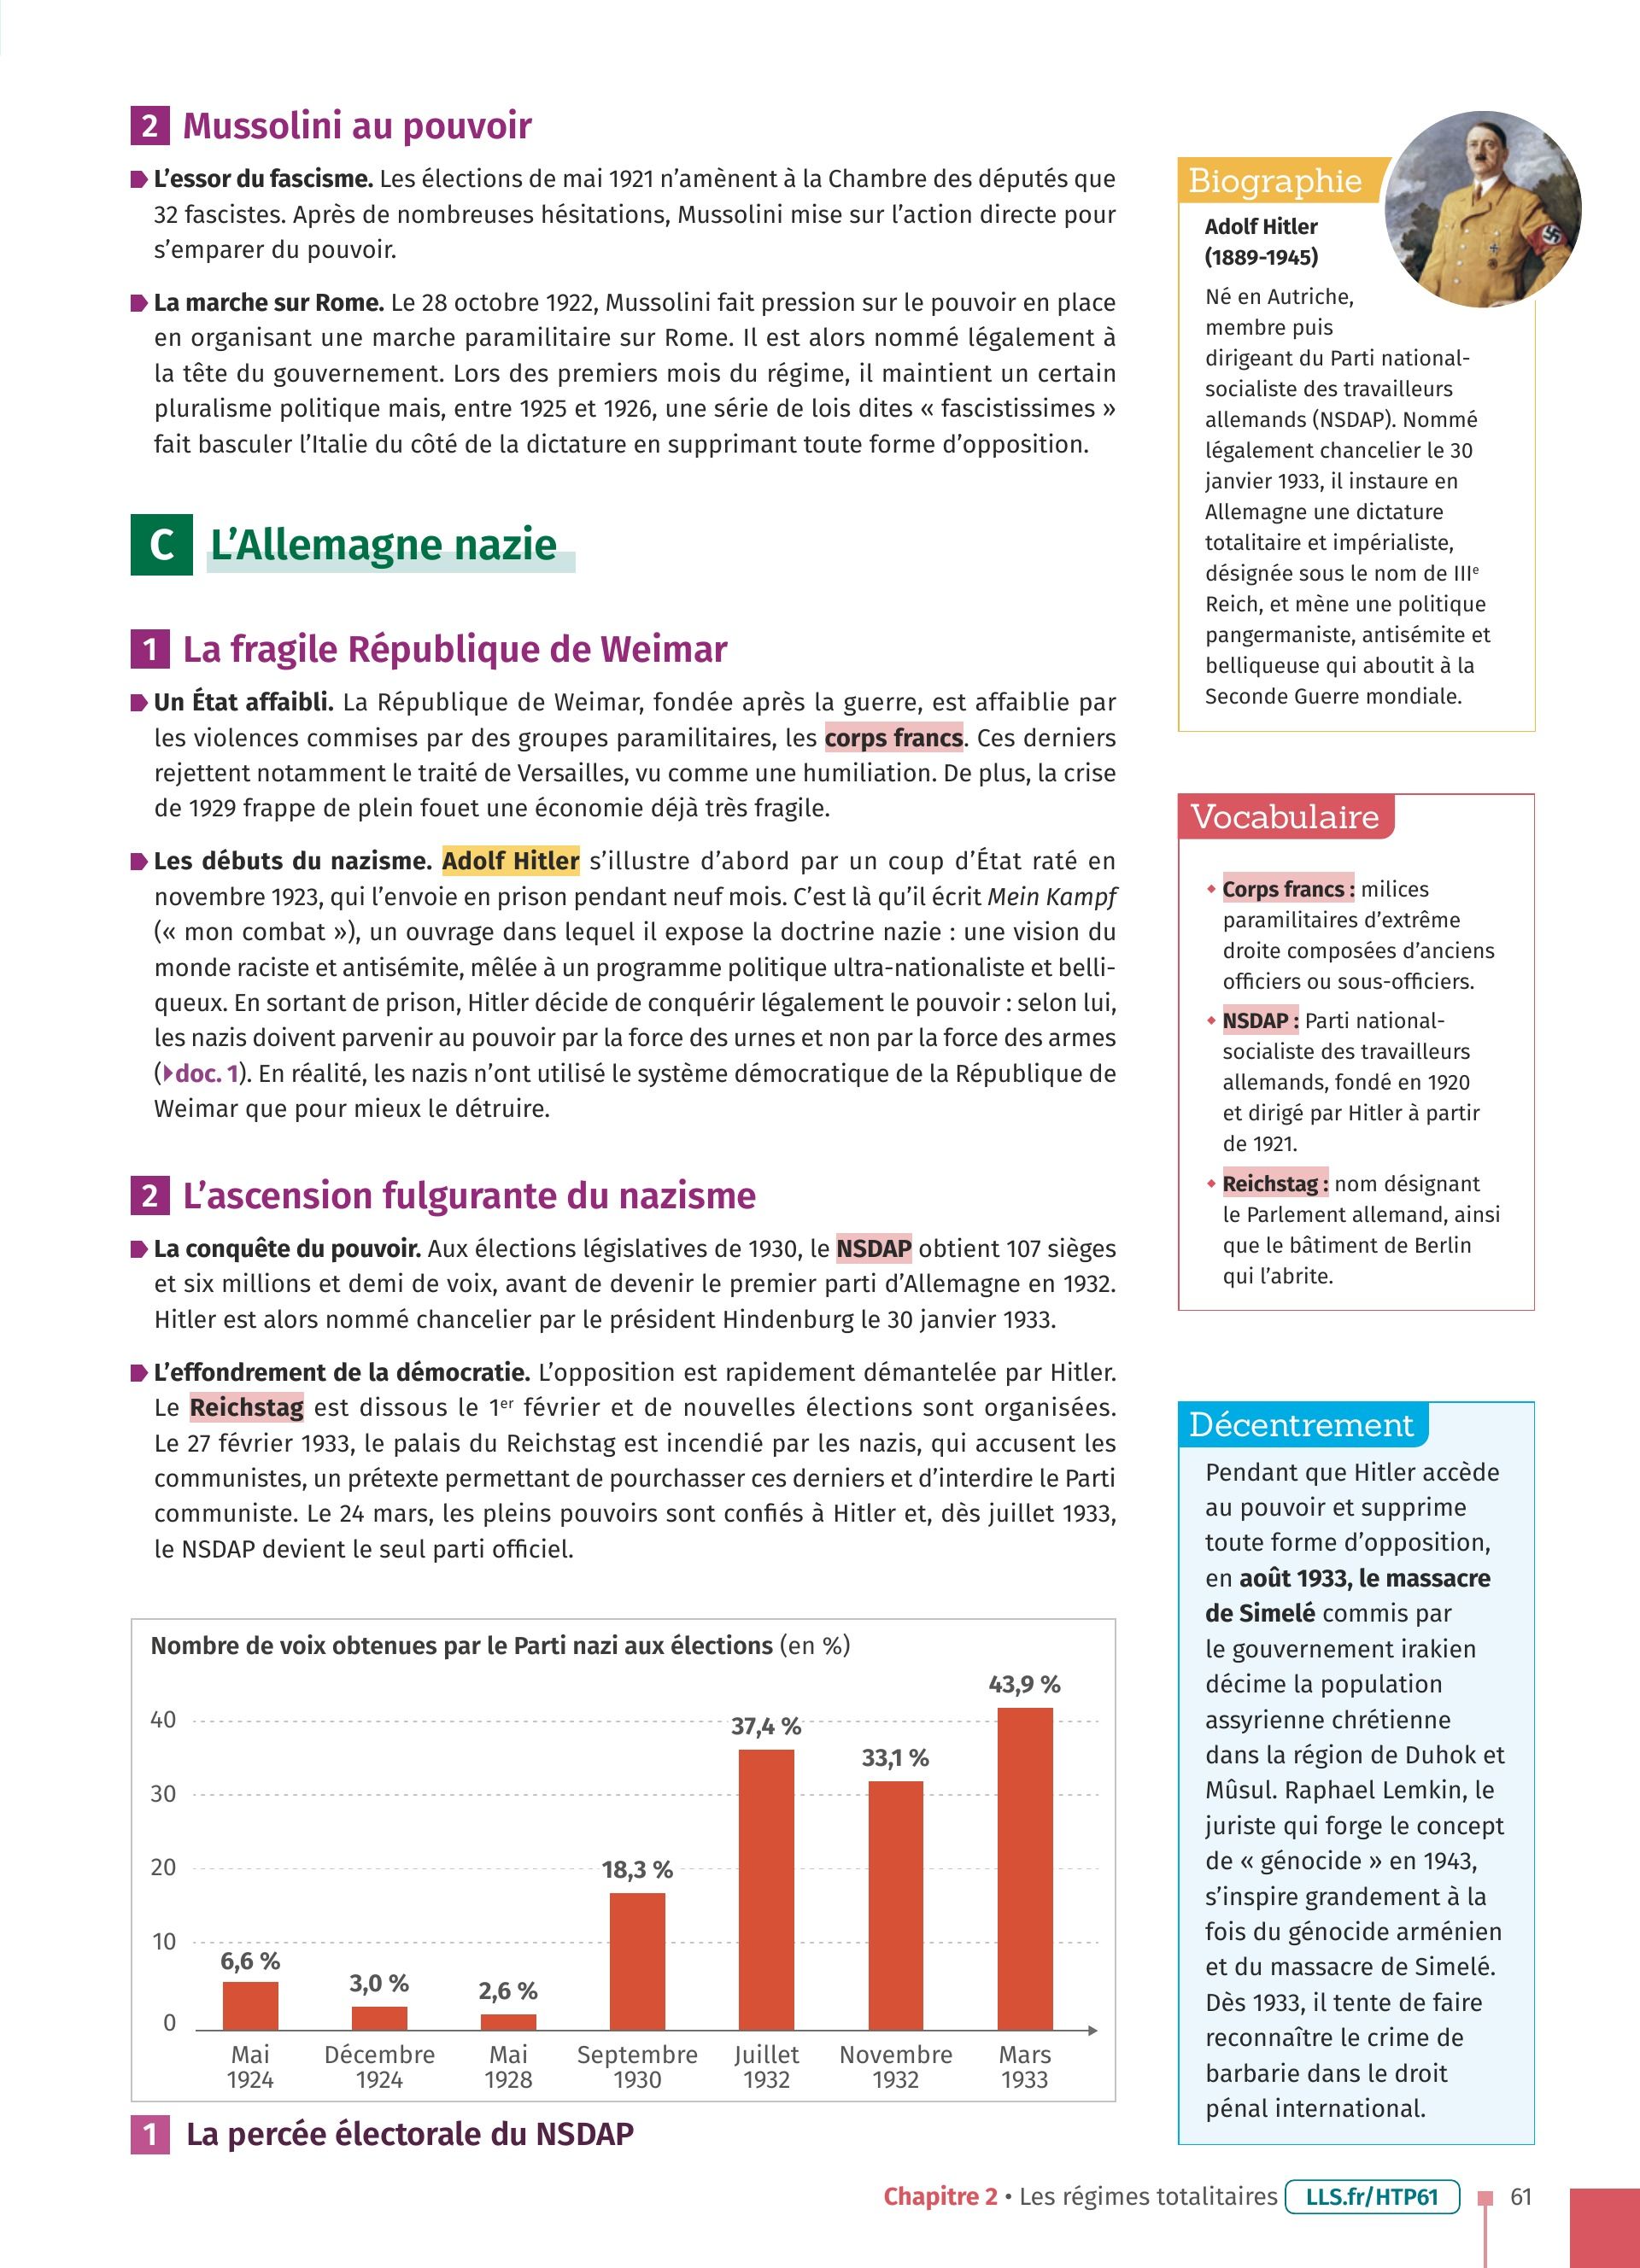 2 Mussolini au pouvoir
L’essor du fascisme. Les élections de mai 1921 n’amènent à la Chambre des députés que
32 fascistes. Après de nombreuses hésitations, Mussolini mise sur l’action directe pour
s’emparer du pouvoir.
La marche sur Rome. Le 28 octobre 1922, Mussolini fait pression sur le pouvoir en place
en organisant une marche paramilitaire sur Rome. Il est alors nommé légalement à
la tête du gouvernement. Lors des premiers mois du régime, il maintient un certain
pluralisme politique mais, entre 1925 et 1926, une série de lois dites « fascistissimes »
fait basculer l’Italie du côté de la dictature en supprimant toute forme d’opposition.
C L’Allemagne nazie
1 La fragile République de Weimar
Un État affaibli. La République de Weimar, fondée après la guerre, est affaiblie par
les violences commises par des groupes paramilitaires, les corps francs. Ces derniers
rejettent notamment le traité de Versailles, vu comme une humiliation. De plus, la crise
de 1929 frappe de plein fouet une économie déjà très fragile.
Les débuts du nazisme. Adolf Hitler s’illustre d’abord par un coup d’État raté en
novembre 1923, qui l’envoie en prison pendant neuf mois. C’est là qu’il écrit Mein Kampf
(« mon combat »), un ouvrage dans lequel il expose la doctrine nazie : une vision du
monde raciste et antisémite, mêlée à un programme politique ultra-nationaliste et belli-
queux. En sortant de prison, Hitler décide de conquérir légalement le pouvoir : selon lui,
les nazis doivent parvenir au pouvoir par la force des urnes et non par la force des armes
(doc. 1). En réalité, les nazis n’ont utilisé le système démocratique de la République de
Weimar que pour mieux le détruire.
2 L’ascension fulgurante du nazisme
La conquête du pouvoir. Aux élections législatives de 1930, le NSDAP obtient 107 sièges
et six millions et demi de voix, avant de devenir le premier parti d’Allemagne en 1932.
Hitler est alors nommé chancelier par le président Hindenburg le 30 janvier 1933.
L’effondrement de la démocratie. L’opposition est rapidement démantelée par Hitler.
Le Reichstag est dissous le 1er février et de nouvelles élections sont organisées.
Le 27 février 1933, le palais du Reichstag est incendié par les nazis, qui accusent les
communistes, un prétexte permettant de pourchasser ces derniers et d’interdire le Parti
communiste. Le 24 mars, les pleins pouvoirs sont confiés à Hitler et, dès juillet 1933,
le NSDAP devient le seul parti officiel.
Nombre de voix obtenues par le Parti nazi aux élections (en %)
40
30
20
10
0
6,6 %
3,0 %
2,6 %
18,3 %
37,4 %
33,1 %
43,9 %
Mai
1924
Décembre
1924
Mai
1928
Septembre
1930
Juillet
1932
Novembre
1932
Mars
1933
1 La percée électorale du NSDAP
Biographie
Adolf Hitler
(1889-1945)
Né en Autriche,
membre puis
dirigeant du Parti national-
socialiste des travailleurs
allemands (NSDAP). Nommé
légalement chancelier le 30
janvier 1933, il instaure en
Allemagne une dictature
totalitaire et impérialiste,
désignée sous le nom de IIIe
Reich, et mène une politique
pangermaniste, antisémite et
belliqueuse qui aboutit à la
Seconde Guerre mondiale.
Vocabulaire
Corps francs : milices
paramilitaires d’extrême
droite composées d’anciens
officiers ou sous-officiers.
NSDAP : Parti national-
socialiste des travailleurs
allemands, fondé en 1920
et dirigé par Hitler à partir
de 1921.
Reichstag : nom désignant
le Parlement allemand, ainsi
que le bâtiment de Berlin
qui l’abrite.
Décentrement
Pendant que Hitler accède
au pouvoir et supprime
toute forme d’opposition,
en août 1933, le massacre
de Simelé commis par
le gouvernement irakien
décime la population
assyrienne chrétienne
dans la région de Duhok et
Mûsul. Raphael Lemkin, le
juriste qui forge le concept
de « génocide » en 1943,
s’inspire grandement à la
fois du génocide arménien
et du massacre de Simelé.
Dès 1933, il tente de faire
reconnaître le crime de
barbarie dans le droit
pénal international.
Chapitre 2 • Les régimes totalitaires LLS.fr/HTP61 61